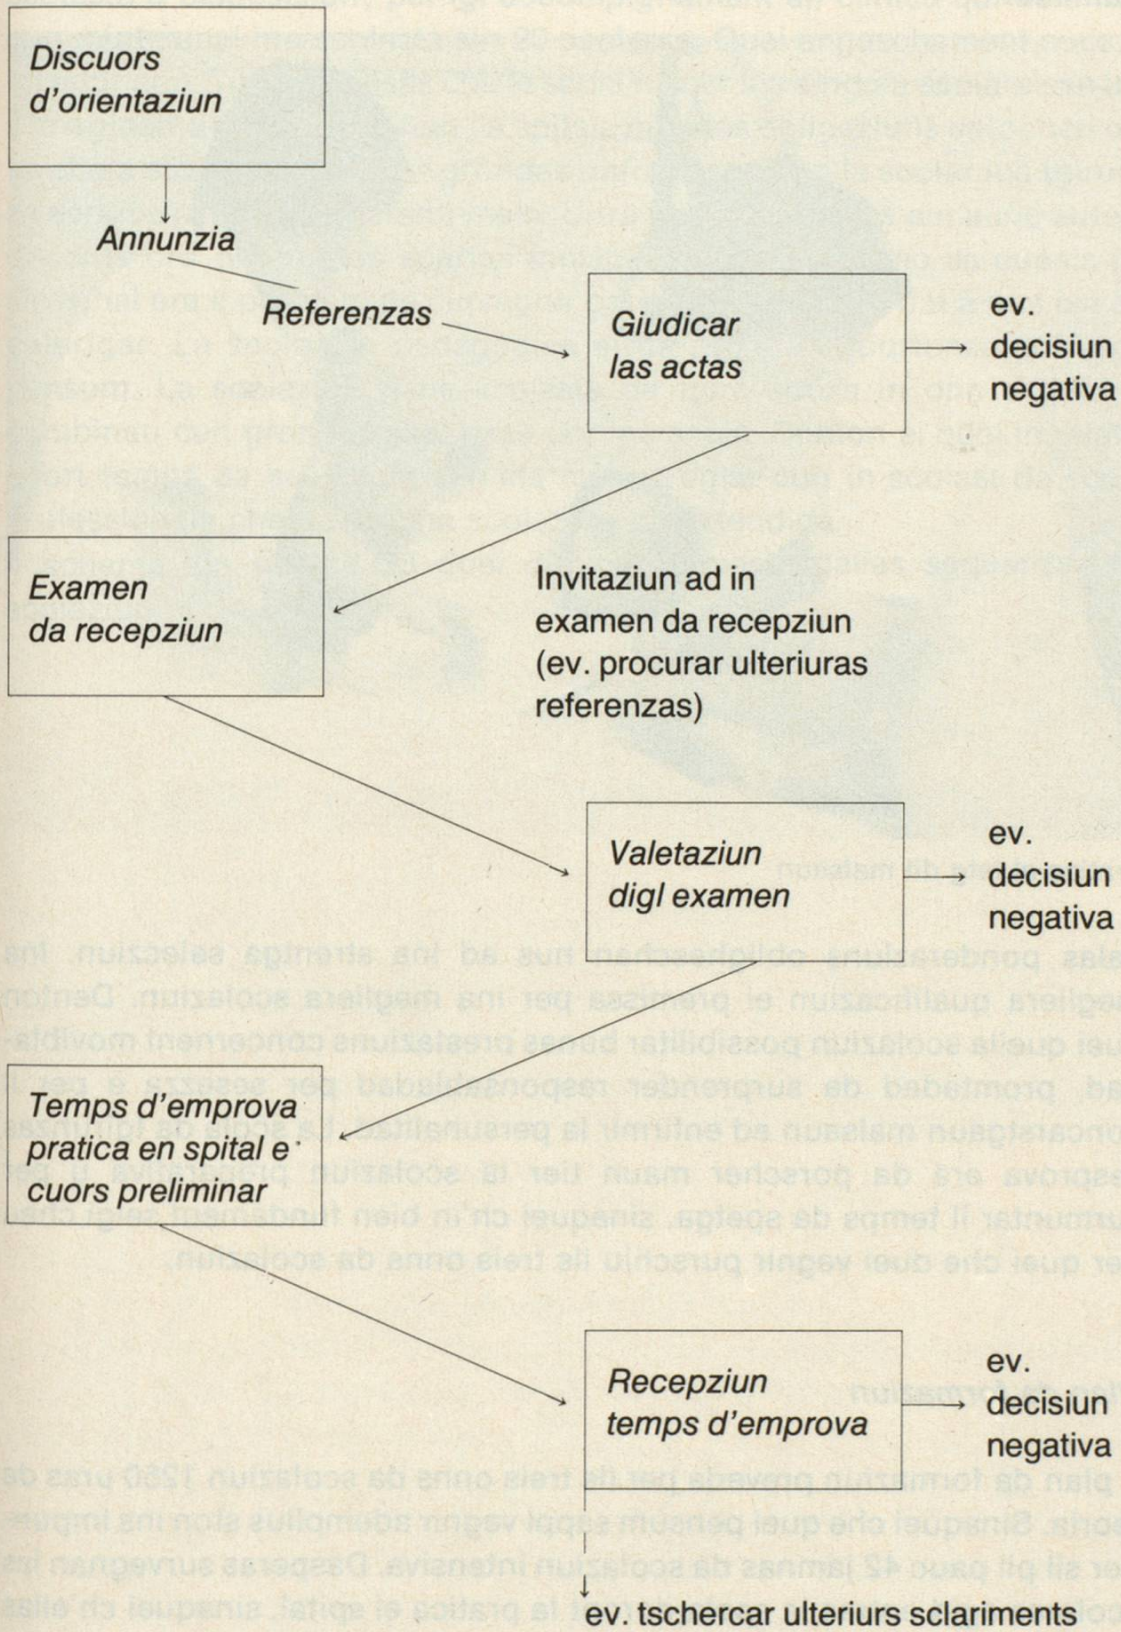 Discuors
d'orientaziun
Annunzia
Referenzas
Giudicar
las actas
ev.
decisiun
negativa
Examen
da recepziun
Invitaziun ad in
examen da recepziun
(ev. procurar ulteriuras
referenzas)
Valetaziun
digl examen
ev.
decisiun
negativa
Temps d'emprova
pratica en spital e
cuors preliminar
Recepziun
temps d'emprova
ev.
decisiun
negativa
ev. tschercar ulteriurs sclariments